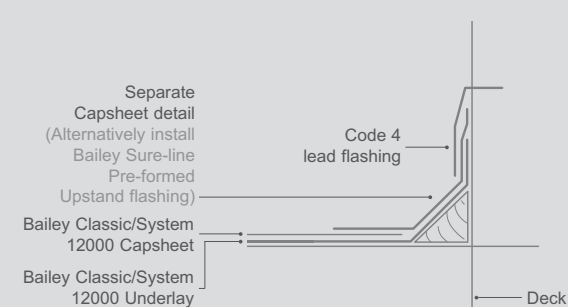 Separate
Capsheet detail
(Alternatively install
Bailey Sure-line
Pre-formed
Upstand flashing)
Code 4
lead flashing
Bailey Classic/System
12000 Capsheet
Bailey Classic/System
12000 Underlay
Deck